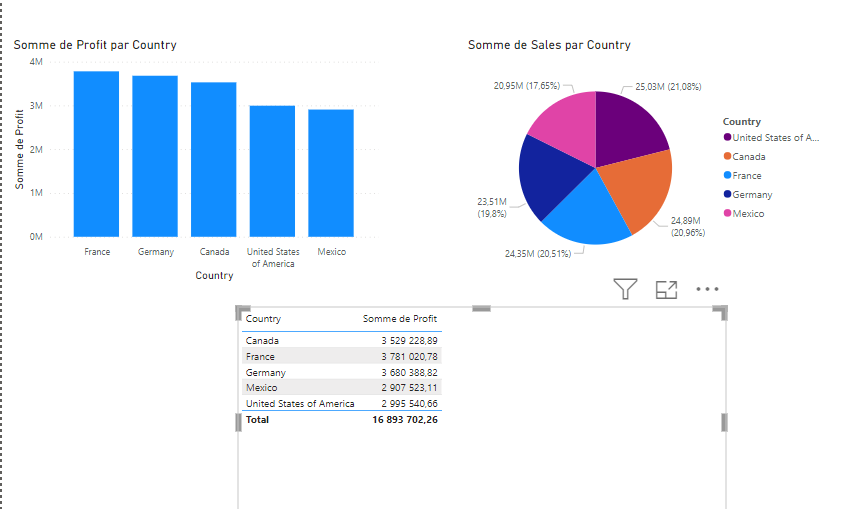 Somme de Profit par Country
4M
3M
2M
1M
0M
Somme de Profit
France
Germany
Canada
United States
of America
Mexico
Country
Somme de Sales par Country
20,95M (17,65%)
25,03M (21,08%)
23,51M
(19,8%)
24,89M
(20,96%)
24,35M (20,51%)
Country
United States of A...
Canada
France
Germany
Mexico
Country Somme de Profit
Canada 3 529 228,89
France 3 781 020,78
Germany 3 680 388,82
Mexico 2 907 523,11
United States of America 2 995 540,66
Total 16 893 702,26